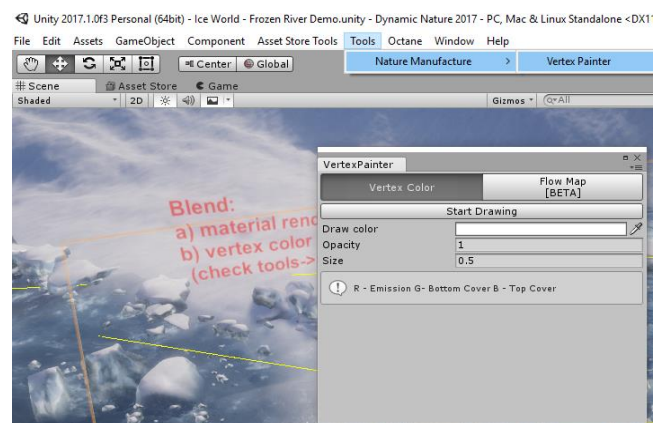 Unity 2017.1.0f3 Personal (64bit) - Ice World - Frozen River Demo.unity - Dynamic Nature 2017 - PC, Mac & Linux Standalone <DX11
File Edit Assets GameObject Component Asset Store Tools Tools Octane Window Help
Center Global Nature Manufacture > Vertex Painter
Scene Asset Store Game
Shaded 2D Gizmos All
VertexPainter
Vertex Color Flow Map
[BETA]
Start Drawing
Draw color
Opacity 1
Size 0.5
R - Emission G- Bottom Cover B - Top Cover
Blend:
a) material rend
b) vertex color
(check tools->